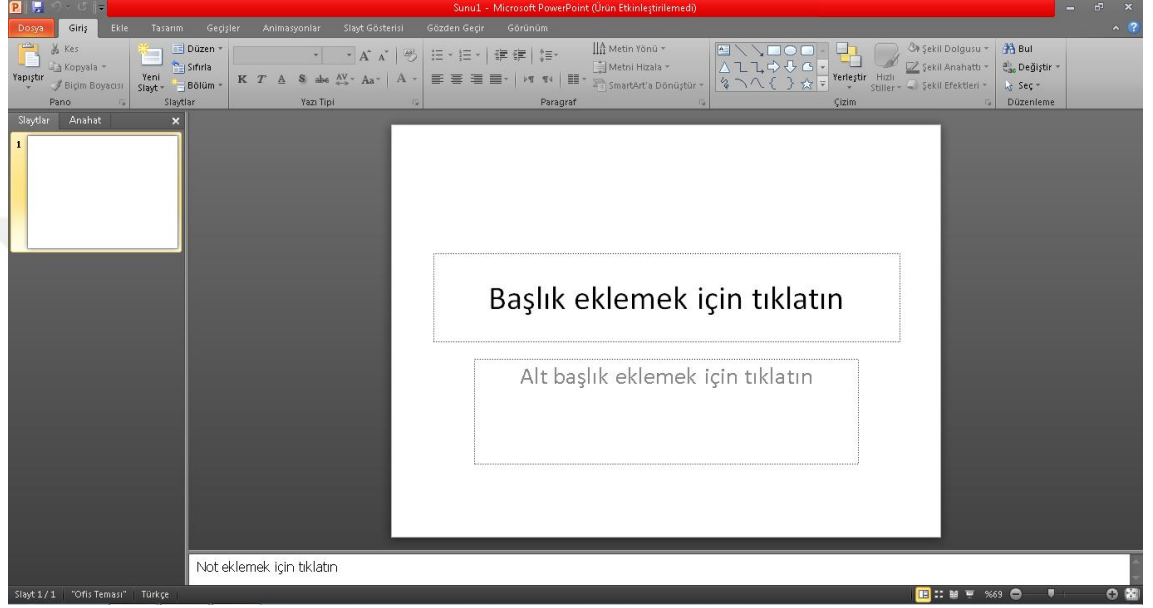 Sunu1 - Microsoft PowerPoint (Ürün Etkinleştirilemedi)
Dosya Giriş Ekle Tasarım Geçişler Animasyonlar Slayt Gösterisi Gözden Geçir Görünüm
Yapıştır
Kes
Kopyala
Biçim Boyacısı
Pano
Yeni
Slayt
Düzen
Sıfırla
Bölüm
Slaytlar
K T A S abc AV Aa A
Yazı Tipi
Metin Yönü
Metni Hizala
SmartArt'a Dönüştür
Paragraf
Yerleştir
Hızlı
Stiller
Şekil Dolgusu
Şekil Anahattı
Şekil Efektleri
Çizim
Bul
Değiştir
Seç
Düzenleme
Slaytlar Anahat
1
Başlık eklemek için tıklatın
Alt başlık eklemek için tıklatın
Not eklemek için tıklatın
Slayt 1 / 1 "Ofis Teması" Türkçe %69